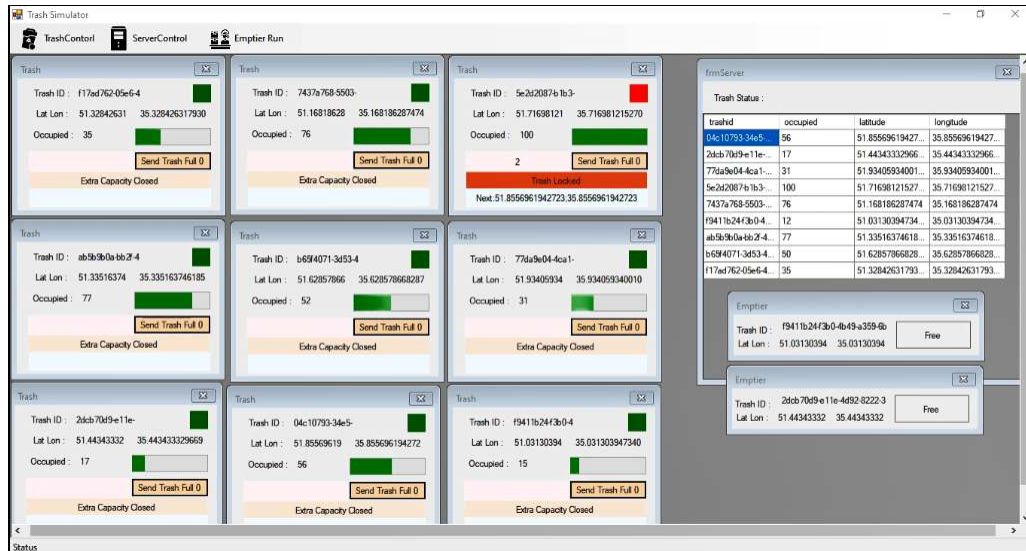 Trash Simulator
TrashContorl ServerControl Emptier Run
Trash
Trash ID : f17ad762-05e6-4
Lat Lon : 51.32842631 35.328426317930
Occupied : 35
Send Trash Full 0
Extra Capacity Closed
Trash
Trash ID : 7437a768-5503-
Lat Lon : 51.16818628 35.168186287474
Occupied : 76
Send Trash Full 0
Extra Capacity Closed
Trash
Trash ID : 5e2d2087-b1b3-
Lat Lon : 51.71698121 35.716981215270
Occupied : 100
2 Send Trash Full 0
Trash Locked
Next:51.8556961942723;35.8556961942723
Trash
Trash ID : ab5b9b0a-bb2f-4
Lat Lon : 51.33516374 35.335163746185
Occupied : 77
Send Trash Full 0
Extra Capacity Closed
Trash
Trash ID : b65f4071-3d53-4
Lat Lon : 51.62857866 35.628578668287
Occupied : 52
Send Trash Full 0
Extra Capacity Closed
Trash
Trash ID : 77da9e04-4ca1-
Lat Lon : 51.93405934 35.934059340010
Occupied : 31
Send Trash Full 0
Extra Capacity Closed
Trash
Trash ID : 2dcb70d9-e11e-
Lat Lon : 51.44343332 35.443433329669
Occupied : 17
Send Trash Full 0
Extra Capacity Closed
Trash
Trash ID : 04c10793-34e5-
Lat Lon : 51.85569619 35.855696194272
Occupied : 56
Send Trash Full 0
Extra Capacity Closed
Trash
Trash ID : f9411b24-f3b0-4
Lat Lon : 51.03130394 35.031303947340
Occupied : 15
Send Trash Full 0
Extra Capacity Closed
frmServer
Trash Status :
trashid occupied latitude longitude
04c10793-34e5-... 56 51.85569619427... 35.85569619427...
2dcb70d9-e11e-... 17 51.44343332966... 35.44343332966...
77da9e04-4ca1-... 31 51.93405934001... 35.93405934001...
5e2d2087-b1b3-... 100 51.71698121527... 35.71698121527...
7437a768-5503-... 76 51.168186287474 35.168186287474
f9411b24-f3b0-4... 12 51.03130394734... 35.03130394734...
ab5b9b0a-bb2f-4... 77 51.33516374618... 35.33516374618...
b65f4071-3d53-4... 50 51.62857866828... 35.62857866828...
f17ad762-05e6-4... 35 51.32842631793... 35.32842631793...
Emptier
Trash ID : f9411b24-f3b0-4b49-a359-6b
Lat Lon : 51.03130394 35.03130394
Free
Emptier
Trash ID : 2dcb70d9-e11e-4d92-8222-3
Lat Lon : 51.44343332 35.44343332
Free
Status